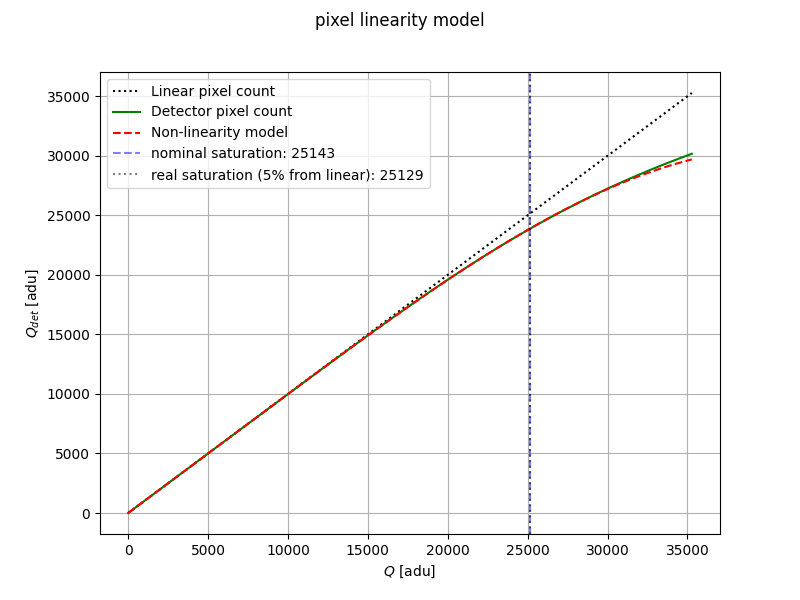 pixel linearity model
Linear pixel count
Detector pixel count
Non-linearity model
nominal saturation: 25143
real saturation (5% from linear): 25129
35000
30000
25000
20000
15000
10000
5000
0
Q_det [adu]
0 5000 10000 15000 20000 25000 30000 35000
Q [adu]